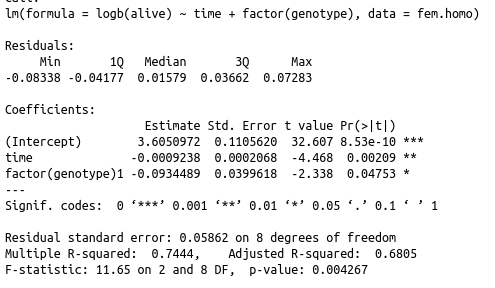 Call:
lm(formula = logb(alive) ~ time + factor(genotype), data = fem.homo)
Residuals:
Min 1Q Median 3Q Max
-0.08338 -0.04177 0.01579 0.03662 0.07283
Coefficients:
Estimate Std. Error t value Pr(>|t|)
(Intercept) 3.6050972 0.1105620 32.607 8.53e-10 ***
time -0.0009238 0.0002068 -4.468 0.00209 **
factor(genotype)1 -0.0934489 0.0399618 -2.338 0.04753 *
---
Signif. codes: 0 ‘***’ 0.001 ‘**’ 0.01 ‘*’ 0.05 ‘.’ 0.1 ‘ ’ 1
Residual standard error: 0.05862 on 8 degrees of freedom
Multiple R-squared: 0.7444, Adjusted R-squared: 0.6805
F-statistic: 11.65 on 2 and 8 DF, p-value: 0.004267